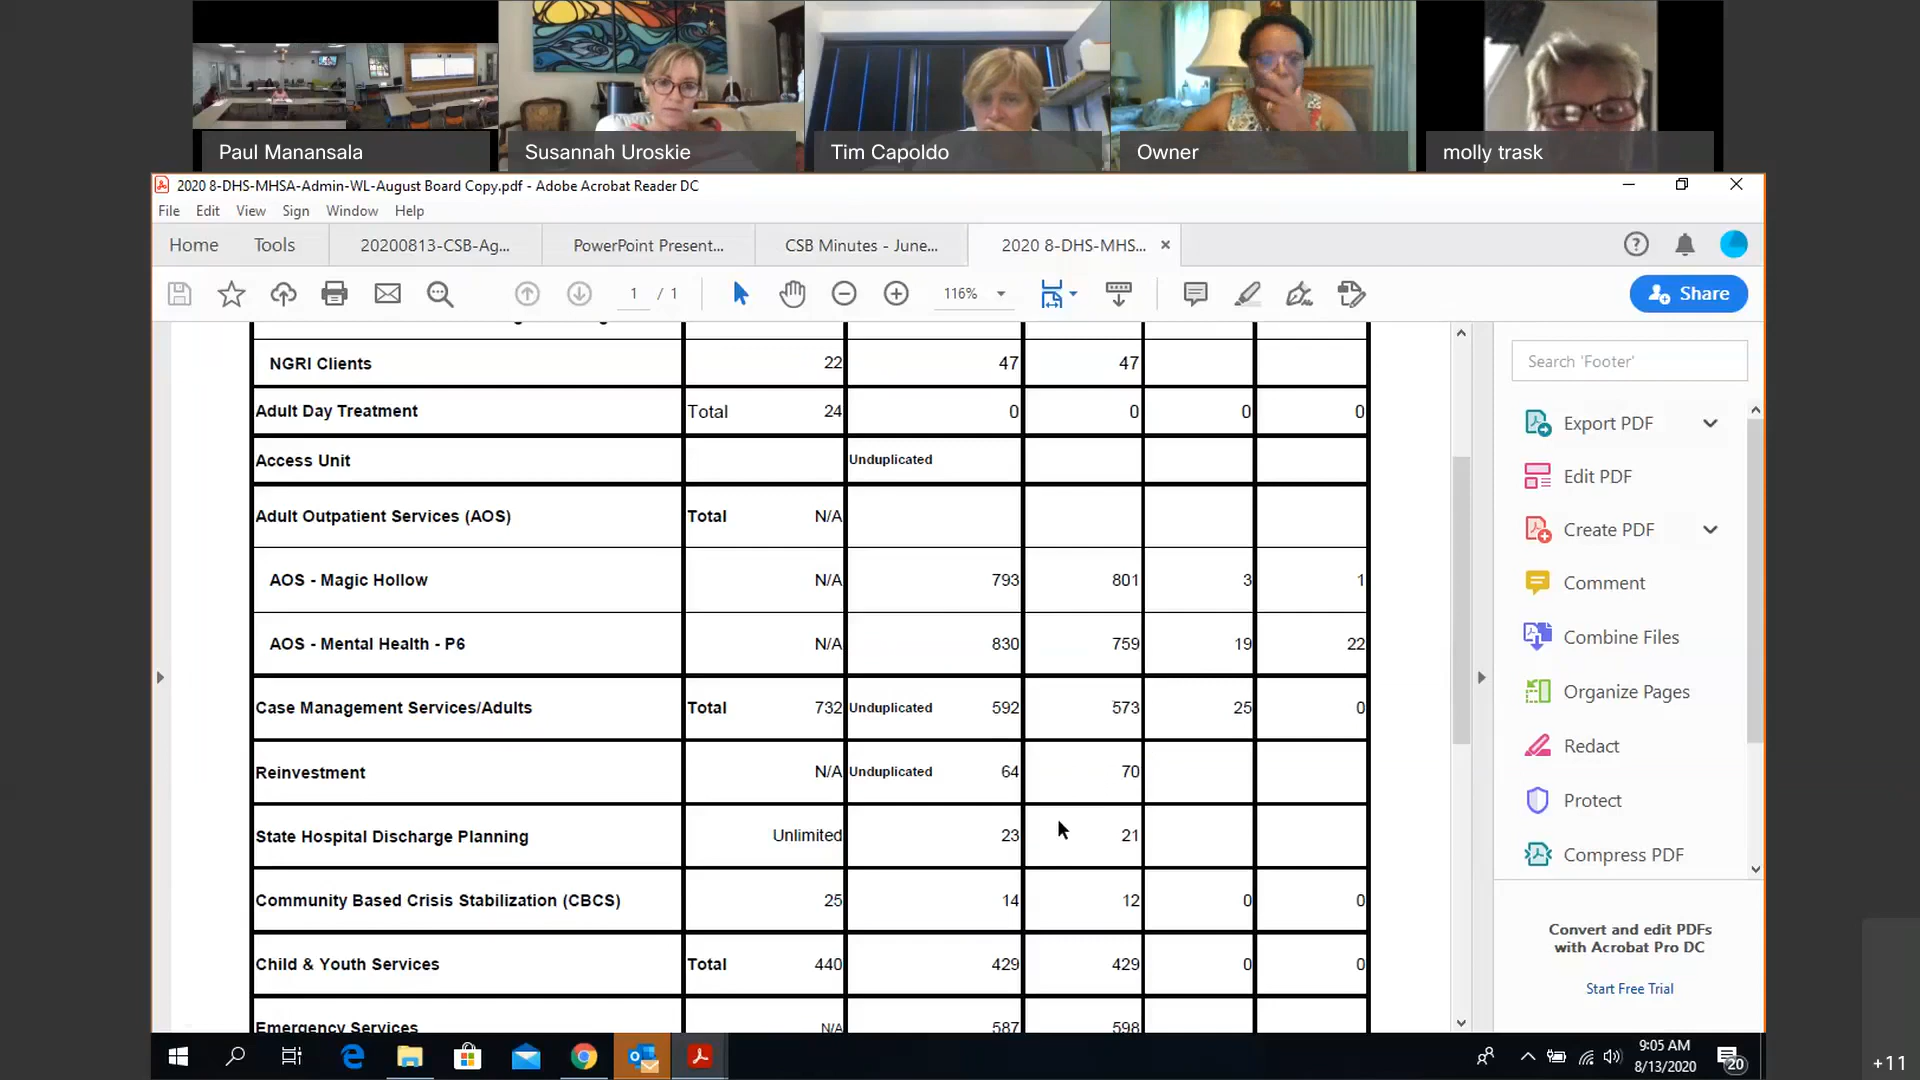 Paul Manansala
Susannah Uroskie
Tim Capoldo
Owner
molly trask
2020 8-DHS-MHSA-Admin-WL-August Board Copy.pdf - Adobe Acrobat Reader DC
File Edit View Sign Window Help
Home Tools 20200813-CSB-Ag... PowerPoint Present... CSB Minutes - June... 2020 8-DHS-MHS...
1 / 1 116% Share
NGRI Clients 22 47 47
Adult Day Treatment Total 24 0 0 0 0
Access Unit Unduplicated
Adult Outpatient Services (AOS) Total N/A
AOS - Magic Hollow N/A 793 801 3 1
AOS - Mental Health - P6 N/A 830 759 19 22
Case Management Services/Adults Total 732 Unduplicated 592 573 25 0
Reinvestment N/A Unduplicated 64 70
State Hospital Discharge Planning Unlimited 23 21
Community Based Crisis Stabilization (CBCS) 25 14 12 0 0
Child & Youth Services Total 440 429 429 0 0
Emergency Services N/A 587 598
Search 'Footer'
Export PDF
Edit PDF
Create PDF
Comment
Combine Files
Organize Pages
Redact
Protect
Compress PDF
Convert and edit PDFs
with Acrobat Pro DC
Start Free Trial
9:05 AM
8/13/2020
20
+11